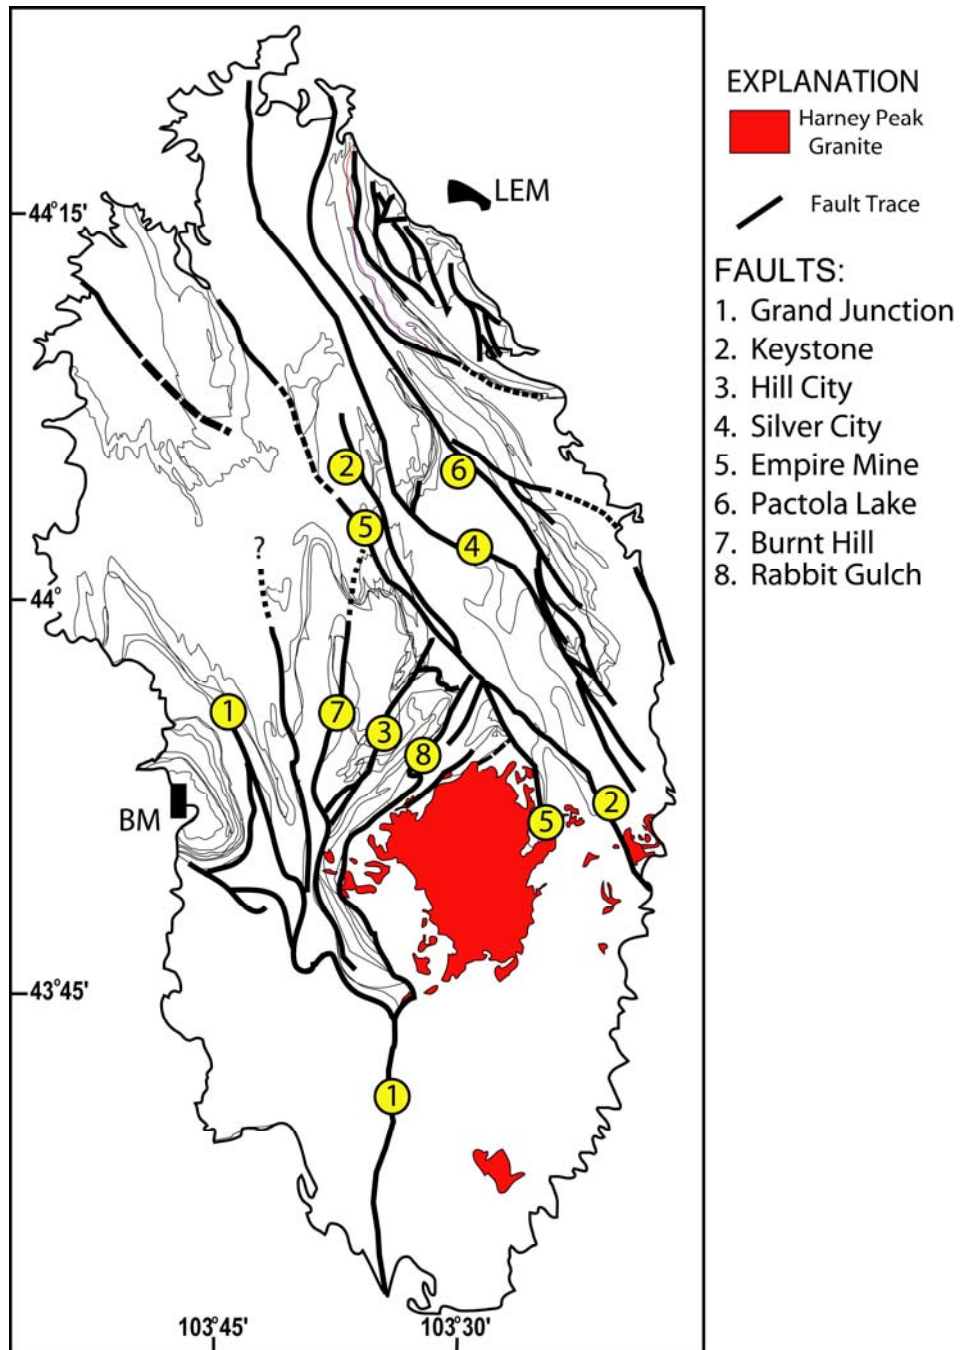 EXPLANATION
Harney Peak
Granite
Fault Trace
FAULTS:
1. Grand Junction
2. Keystone
3. Hill City
4. Silver City
5. Empire Mine
6. Pactola Lake
7. Burnt Hill
8. Rabbit Gulch
LEM
44°15'
2
6
5
4
?
44°
1
7
3
8
BM
2
5
43°45'
1
103°45'
103°30'